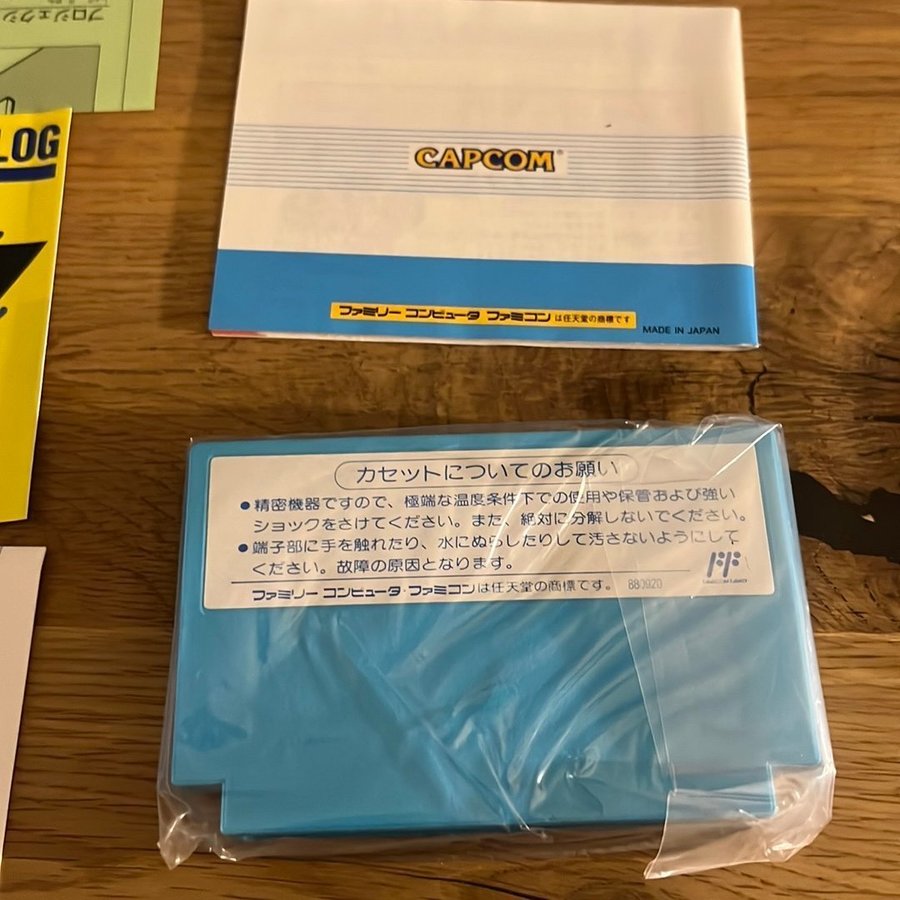 プロジェクシ
LOG
CAPCOM
ファミリー コンピュータ ファミコン は任天堂の商標です
MADE IN JAPAN
カセットについてのお願い
●精密機器ですので、極端な温度条件下での使用や保管および強い
ショックをさけてください。また、絶対に分解しないでください。
●端子部に手を触れたり、水にぬらしたりして汚さないようにして
ください。故障の原因となります。
ファミリー コンピュータ・ファミコンは任天堂の商標です。 880920